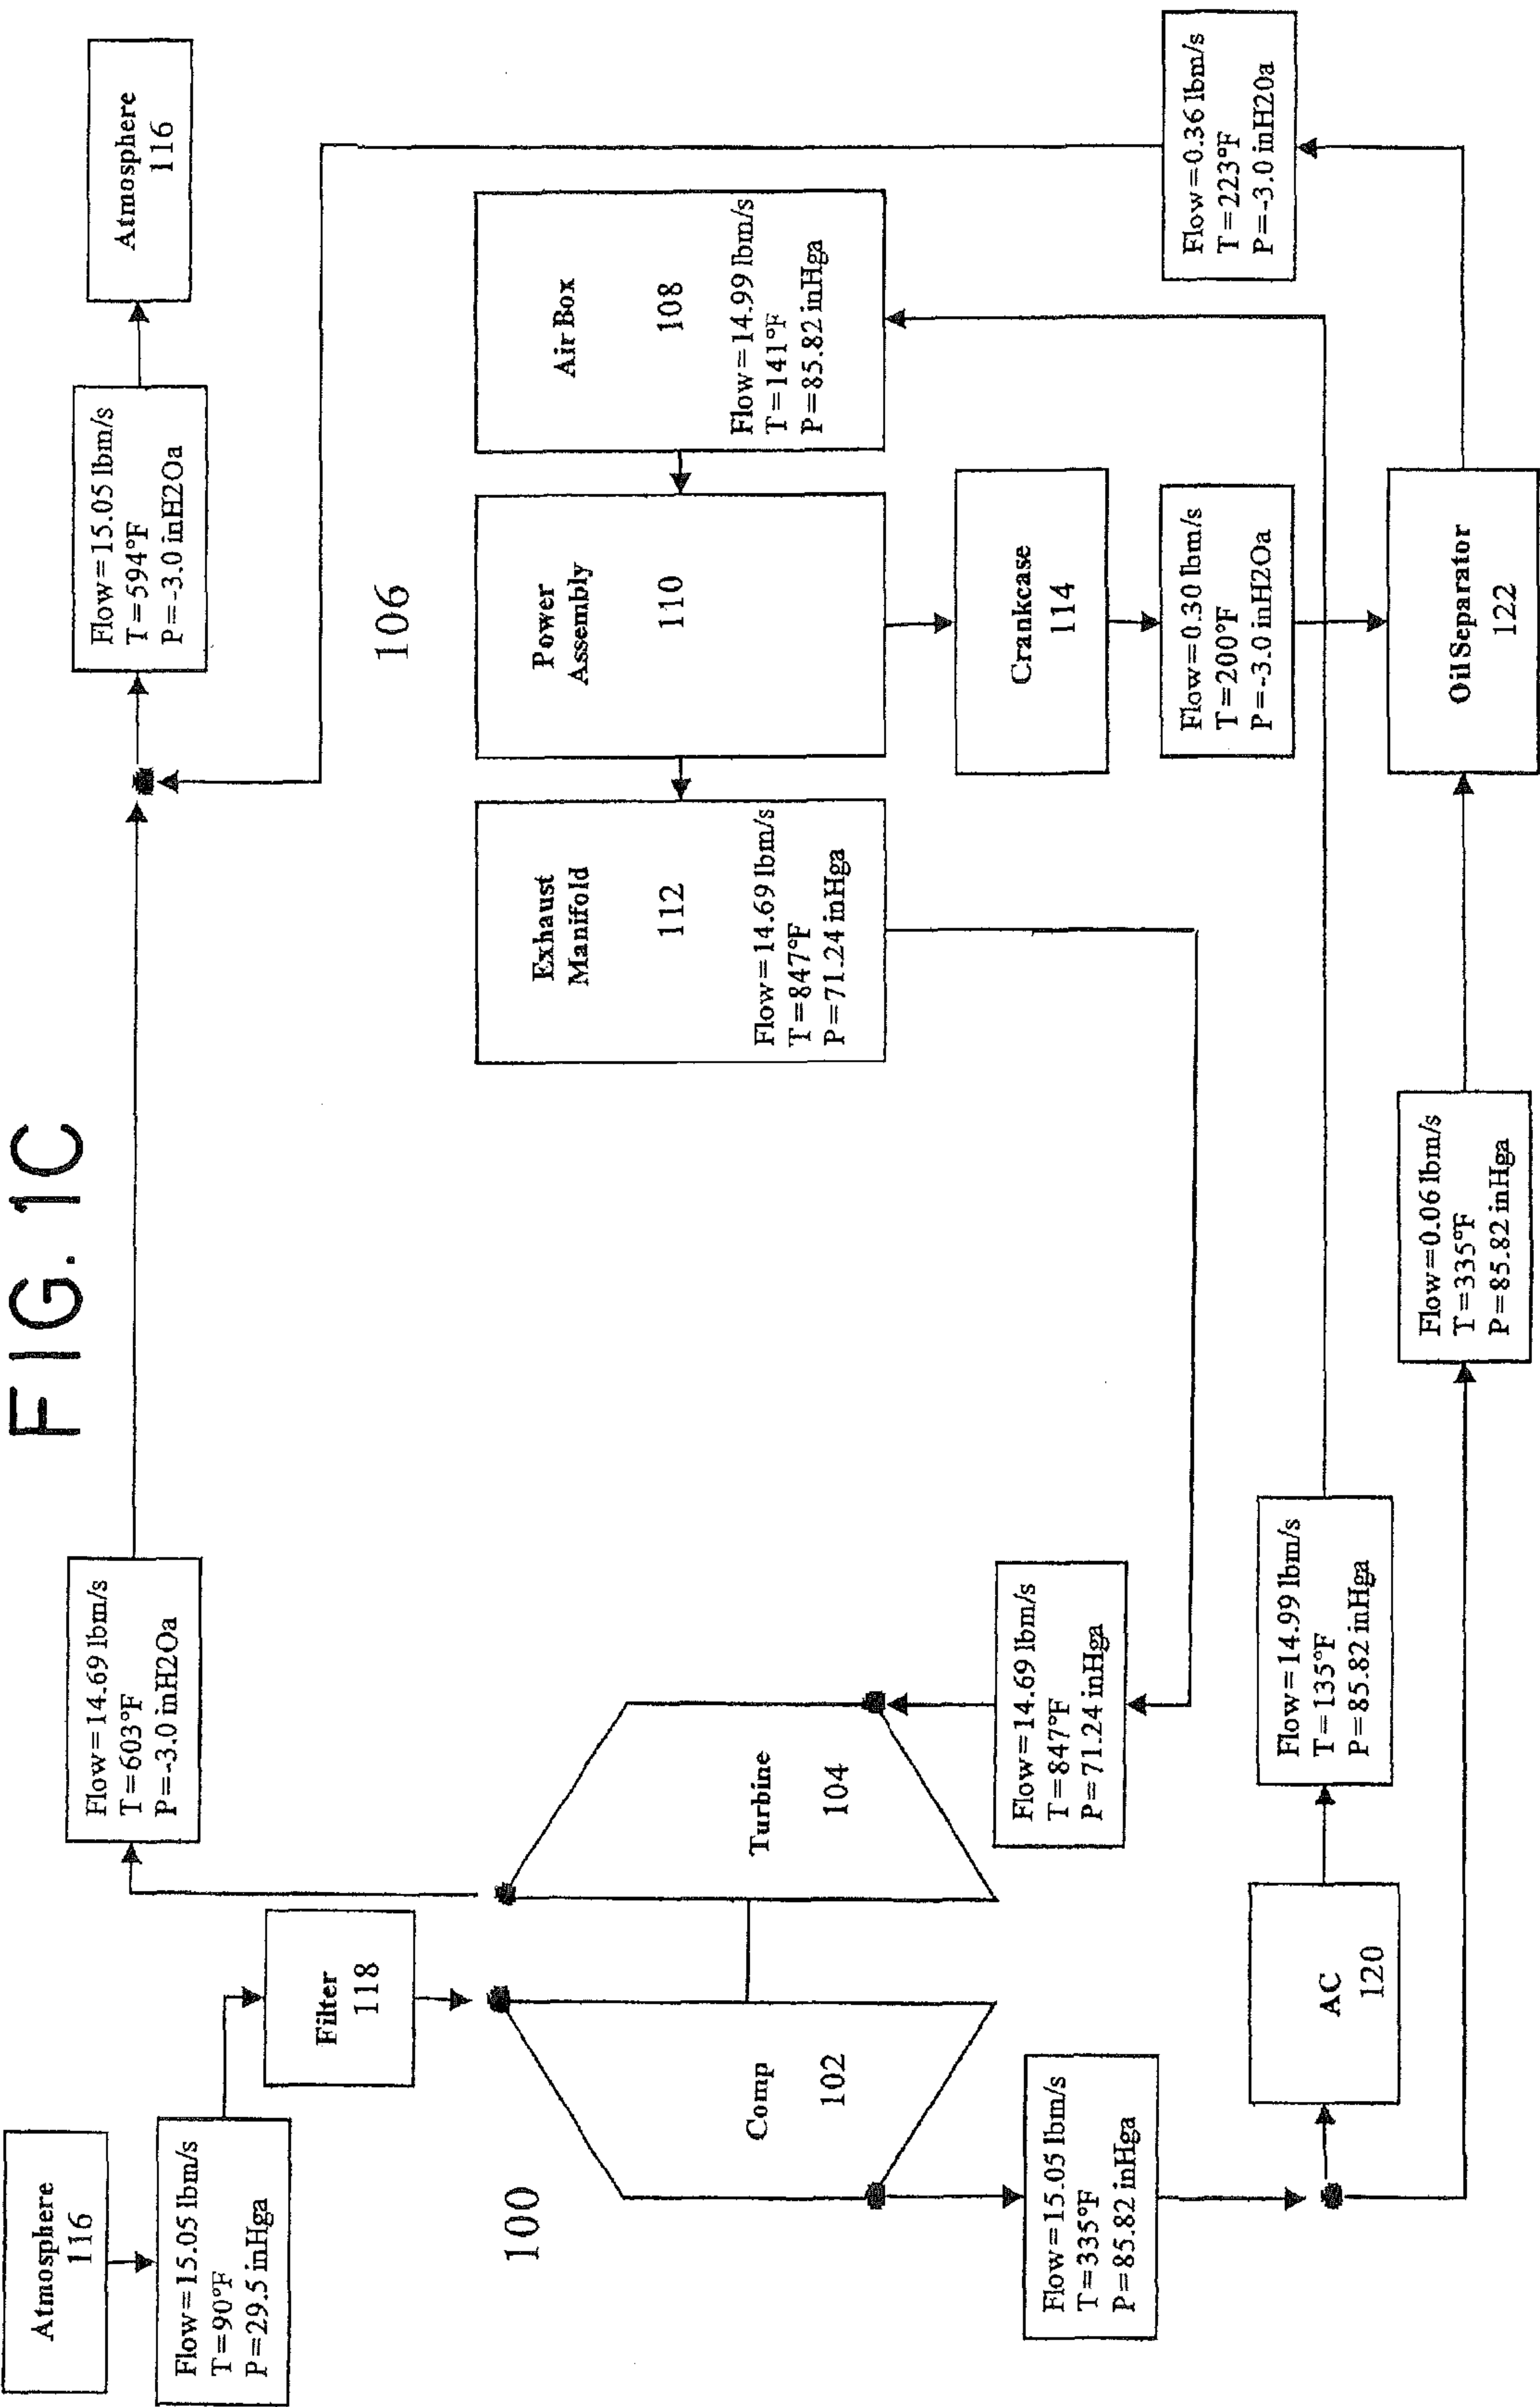 FIG. 1C
Atmosphere
116
Flow=15.05 lbm/s
T=90°F
P=29.5 inHga
Filter
118
Flow=14.69 lbm/s
T=603°F
P=-3.0 inH2Oa
Flow=15.05 lbm/s
T=594°F
P=-3.0 inH2Oa
Atmosphere
116
100
Comp
102
Turbine
104
106
Exhaust
Manifold
112
Flow=14.69 lbm/s
T=847°F
P=71.24 inHga
Power
Assembly
110
Air Box
108
Flow=14.99 lbm/s
T=141°F
P=85.82 inHga
Crankcase
114
Flow=15.05 lbm/s
T=335°F
P=85.82 inHga
Flow=14.69 lbm/s
T=847°F
P=71.24 inHga
Flow=0.30 lbm/s
T=200°F
P=-3.0 inH2Oa
Flow=0.36 lbm/s
T=223°F
P=-3.0 inH20a
AC
120
Flow=14.99 lbm/s
T=135°F
P=85.82 inHga
Flow=0.06 lbm/s
T=335°F
P=85.82 inHga
Oil Separator
122